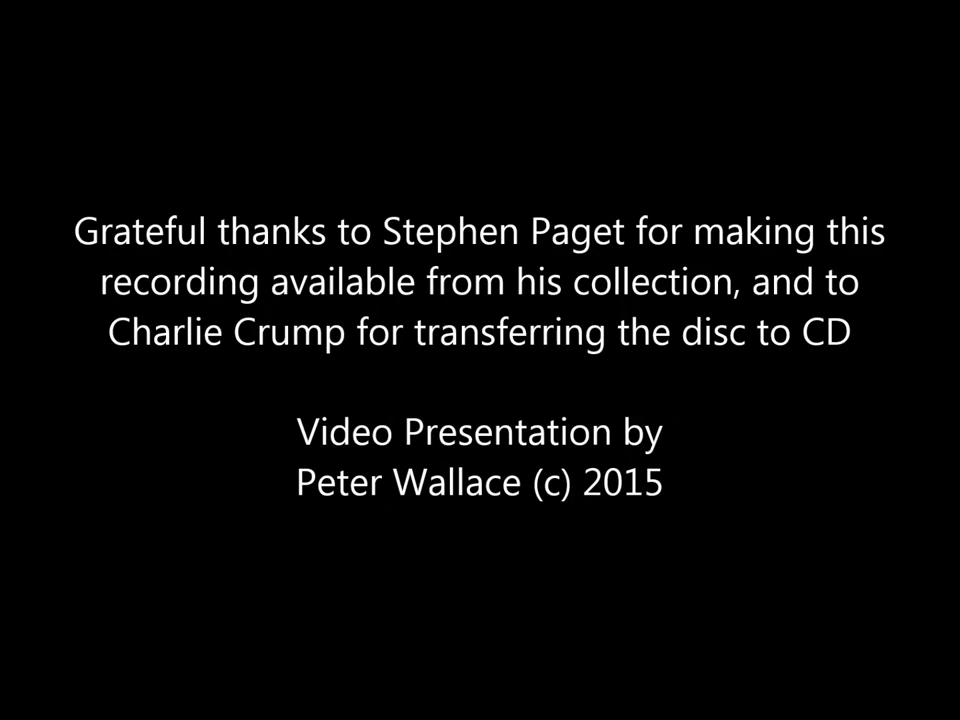 Grateful thanks to Stephen Paget for making this
recording available from his collection, and to
Charlie Crump for transferring the disc to CD
Video Presentation by
Peter Wallace (c) 2015